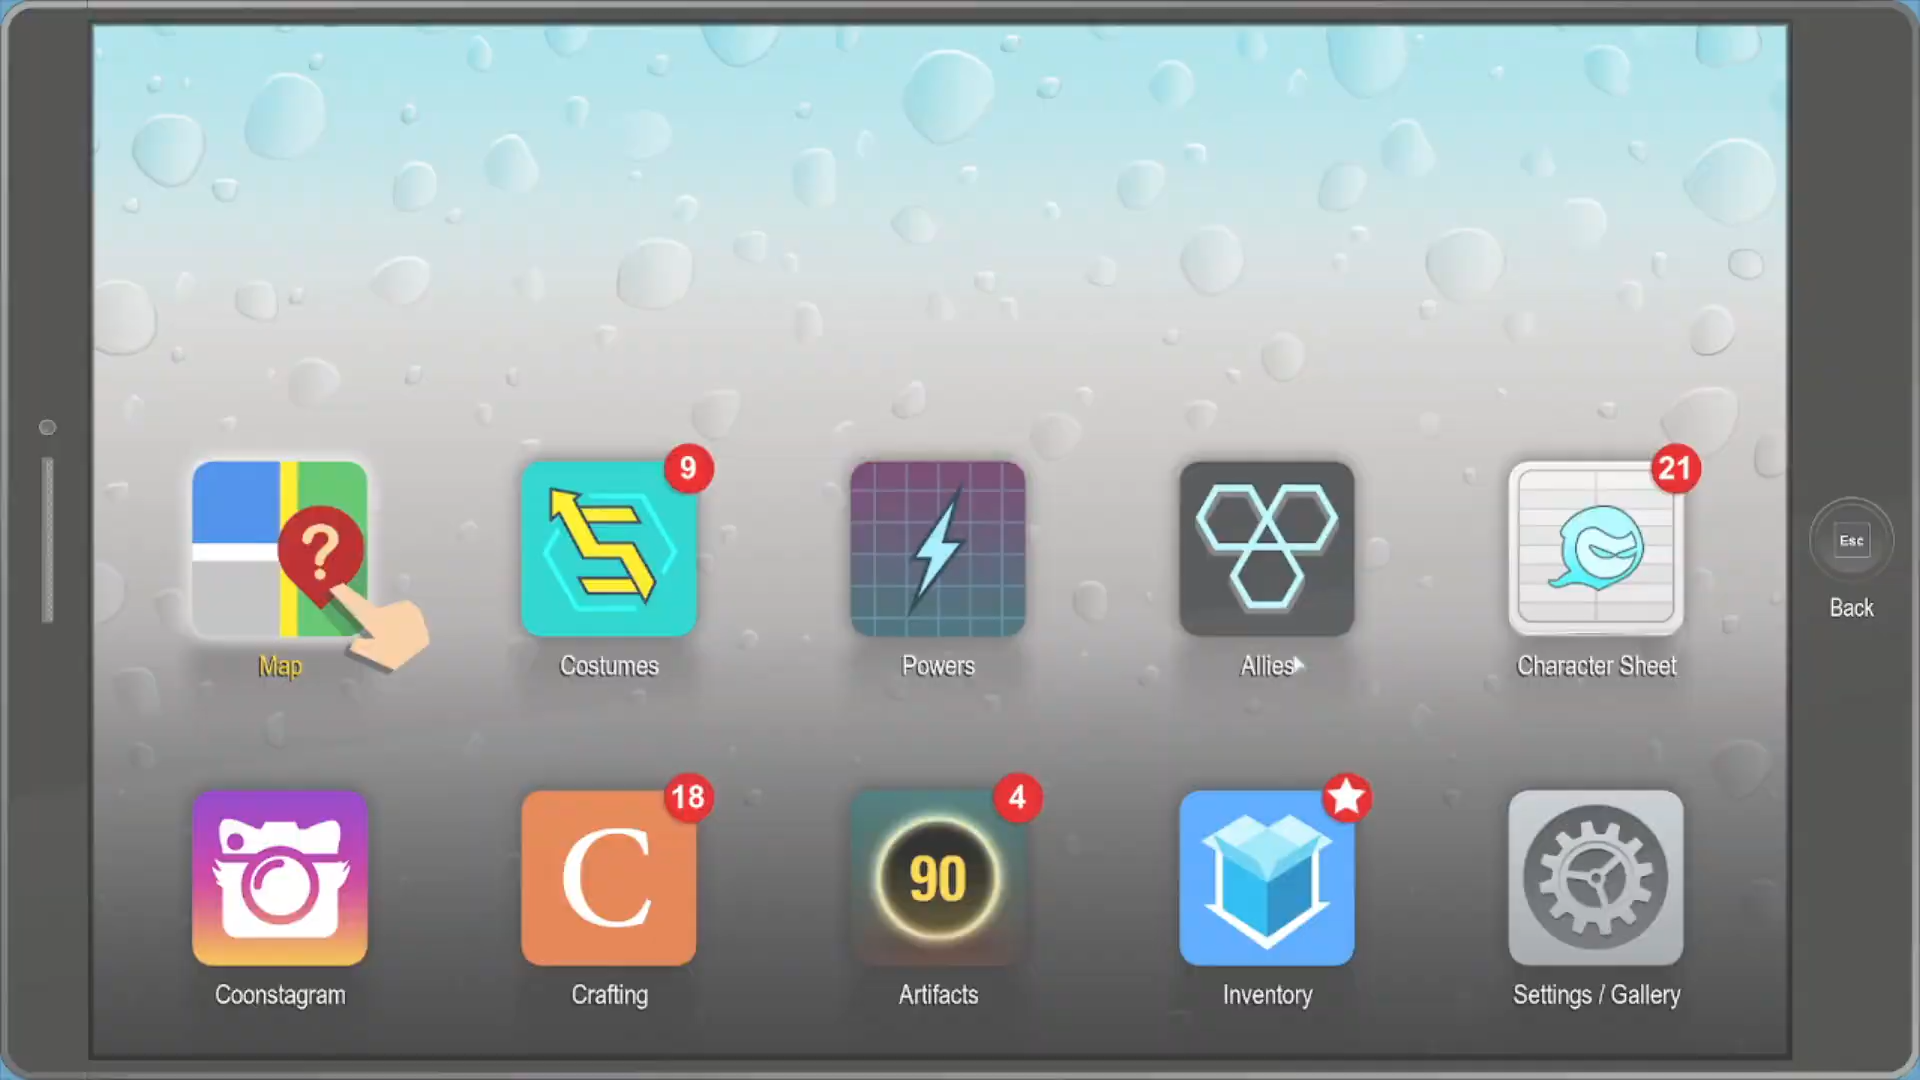 9
21
?
Esc
Map
Costumes
Powers
Allies
Character Sheet
Back
18
4
C
90
Coonstagram
Crafting
Artifacts
Inventory
Settings / Gallery